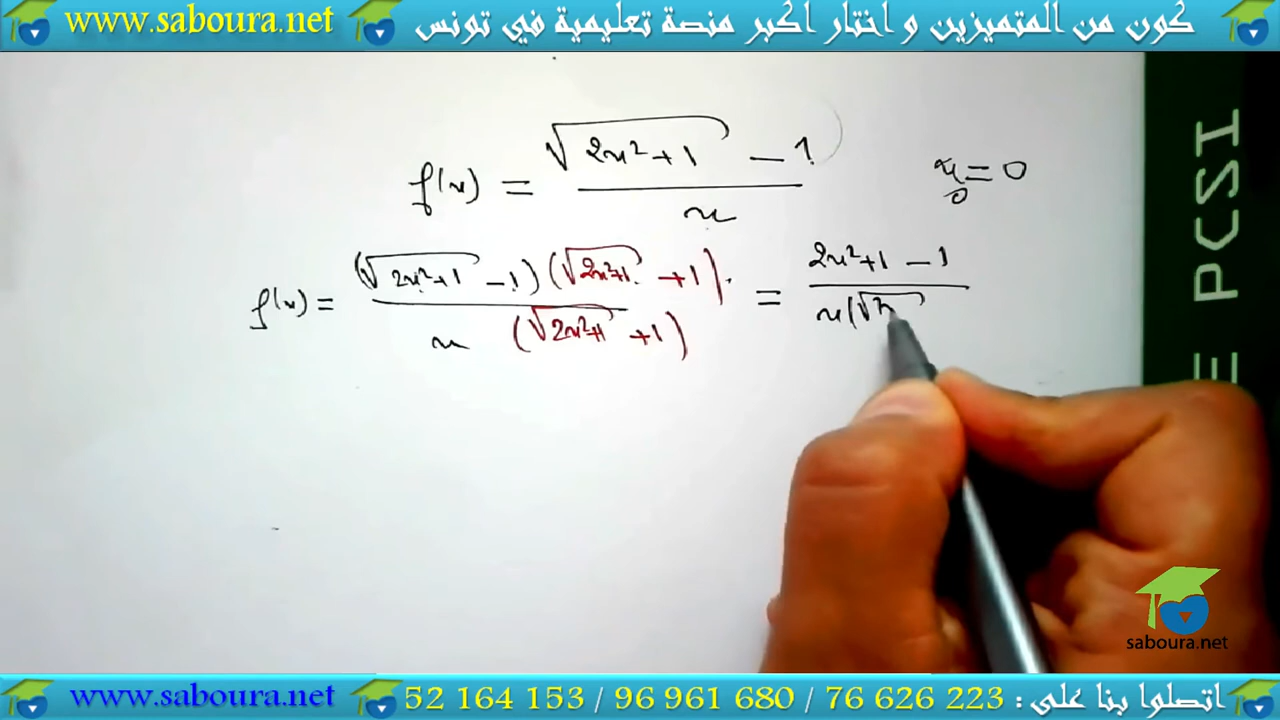 www.saboura.net كون من المتميزين و اختار اكبر منصة تعليمية في تونس
f(x) = (√(2x²+1) - 1) / x    x₀ = 0
f(x) = (√(2x²+1) - 1)(√(2x²+1) + 1) / x (√(2x²+1) + 1) = 2x²+1 - 1 / x(√2
E PCSI
saboura.net
www.saboura.net 52 164 153 / 96 961 680 / 76 626 223 : اتصلوا بنا على